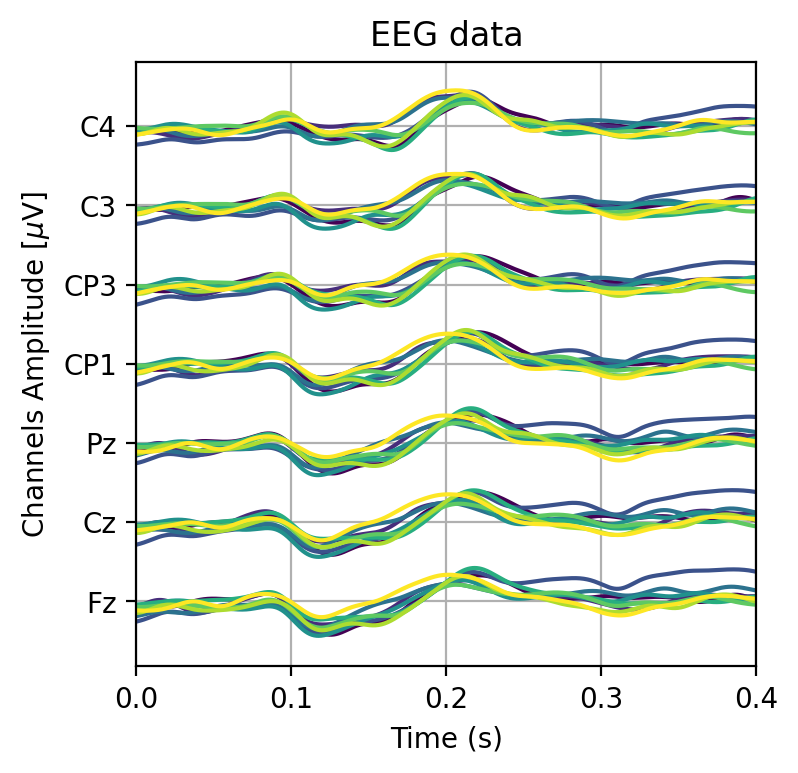 EEG data
Channels Amplitude [μV]
C4
C3
CP3
CP1
Pz
Cz
Fz
0.0 0.1 0.2 0.3 0.4
Time (s)